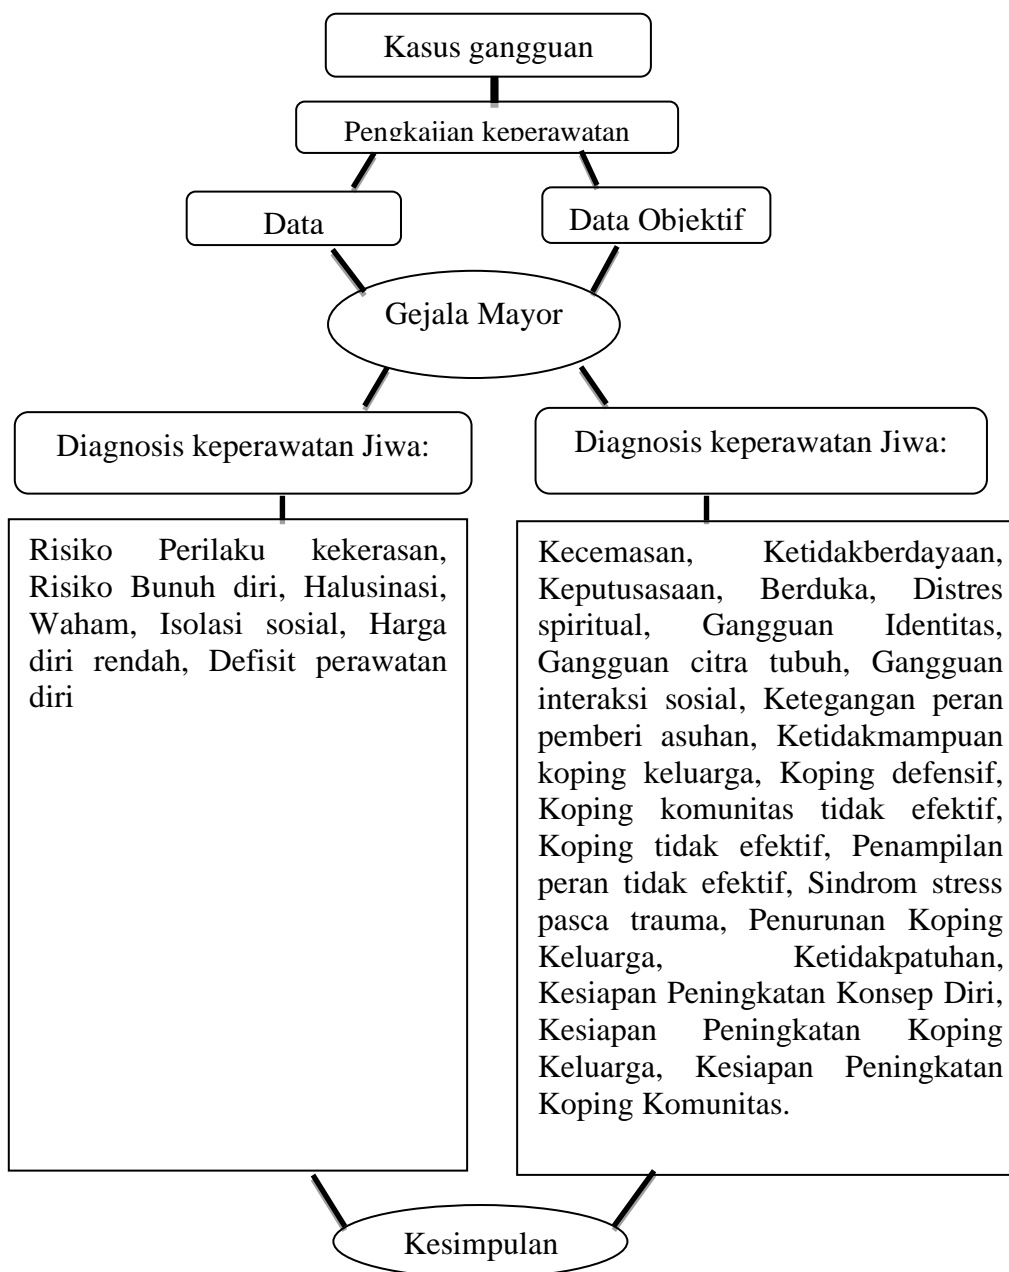 Kasus gangguan
Pengkajian keperawatan
Data
Data Objektif
Gejala Mayor
Diagnosis keperawatan Jiwa:
Diagnosis keperawatan Jiwa:
Risiko Perilaku kekerasan,
Risiko Bunuh diri, Halusinasi,
Waham, Isolasi sosial, Harga
diri rendah, Defisit perawatan
diri
Kecemasan, Ketidakberdayaan,
Keputusasaan, Berduka, Distres
spiritual, Gangguan Identitas,
Gangguan citra tubuh, Gangguan
interaksi sosial, Ketegangan peran
pemberi asuhan, Ketidakmampuan
koping keluarga, Koping defensif,
Koping komunitas tidak efektif,
Koping tidak efektif, Penampilan
peran tidak efektif, Sindrom stress
pasca trauma, Penurunan Koping
Keluarga, Ketidakpatuhan,
Kesiapan Peningkatan Konsep Diri,
Kesiapan Peningkatan Koping
Keluarga, Kesiapan Peningkatan
Koping Komunitas.
Kesimpulan